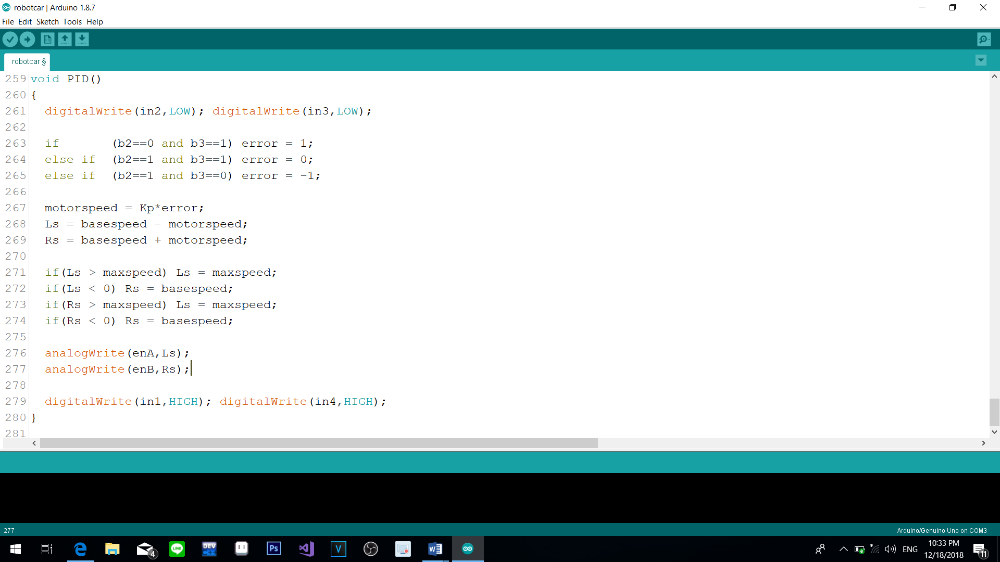 robotcar | Arduino 1.8.7
File Edit Sketch Tools Help
robotcar §
259 void PID()
260 {
261 digitalWrite(in2,LOW); digitalWrite(in3,LOW);
262
263 if (b2==0 and b3==1) error = 1;
264 else if (b2==1 and b3==1) error = 0;
265 else if (b2==1 and b3==0) error = -1;
266
267 motorspeed = Kp*error;
268 Ls = basespeed - motorspeed;
269 Rs = basespeed + motorspeed;
270
271 if(Ls > maxspeed) Ls = maxspeed;
272 if(Ls < 0) Rs = basespeed;
273 if(Rs > maxspeed) Ls = maxspeed;
274 if(Rs < 0) Rs = basespeed;
275
276 analogWrite(enA,Ls);
277 analogWrite(enB,Rs);
278
279 digitalWrite(in1,HIGH); digitalWrite(in4,HIGH);
280 }
281
277 Arduino/Genuino Uno on COM3
4 LINE DEV C++ Ps V W ENG 10:33 PM 11
12/18/2018